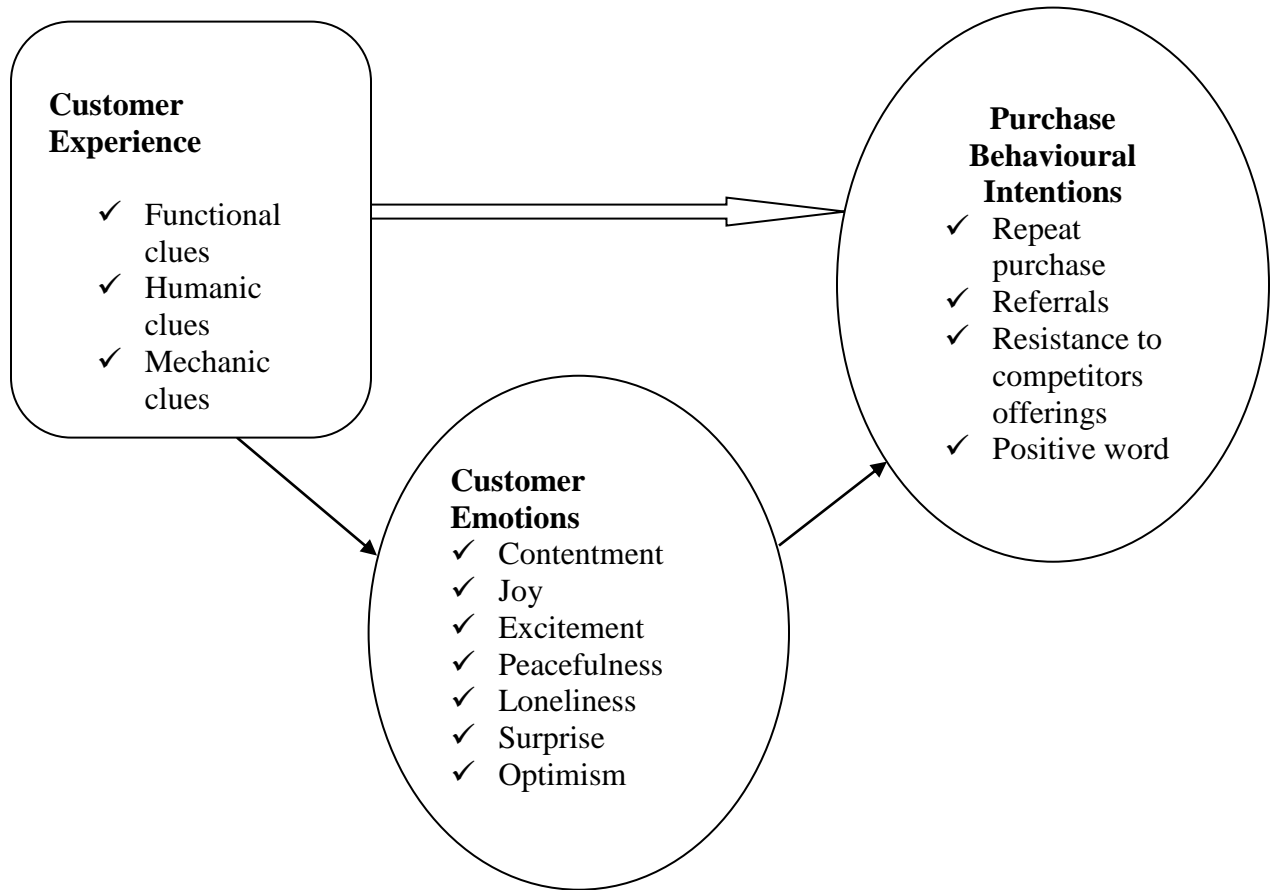 Customer
Experience
✓ Functional
clues
✓ Humanic
clues
✓ Mechanic
clues
Purchase
Behavioural
Intentions
✓ Repeat
purchase
✓ Referrals
✓ Resistance to
competitors
offerings
✓ Positive word
Customer
Emotions
✓ Contentment
✓ Joy
✓ Excitement
✓ Peacefulness
✓ Loneliness
✓ Surprise
✓ Optimism